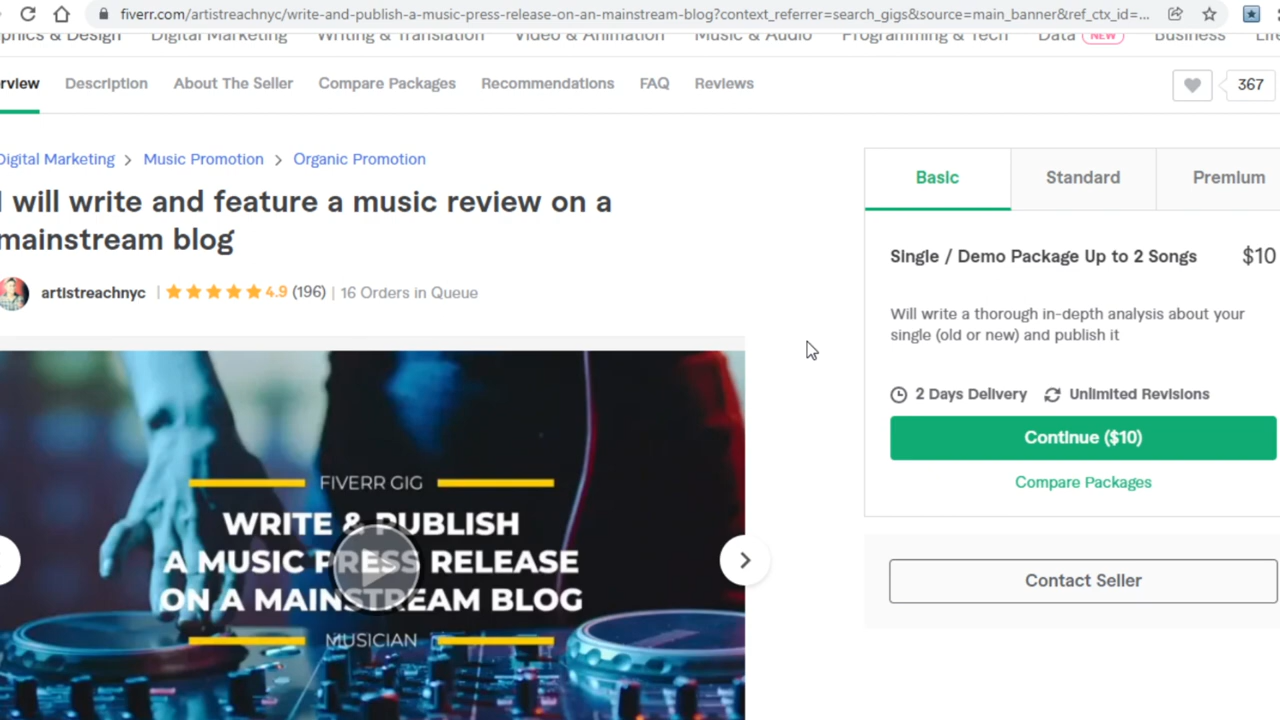 fiverr.com/artistreachnyc/write-and-publish-a-music-press-release-on-an-mainstream-blog?context_referrer=search_gigs&source=main_banner&ref_ctx_id=...
Graphics & Design Digital Marketing Writing & Translation Video & Animation Music & Audio Programming & Tech Data NEW Business
rview Description About The Seller Compare Packages Recommendations FAQ Reviews
367
Digital Marketing > Music Promotion > Organic Promotion
I will write and feature a music review on a
mainstream blog
artistreachnyc | 4.9 (196) | 16 Orders in Queue
FIVERR GIG
WRITE & PUBLISH
A MUSIC PRESS RELEASE
ON A MAINSTREAM BLOG
MUSICIAN
Basic Standard Premium
Single / Demo Package Up to 2 Songs $10
Will write a thorough in-depth analysis about your
single (old or new) and publish it
2 Days Delivery Unlimited Revisions
Continue ($10)
Compare Packages
Contact Seller